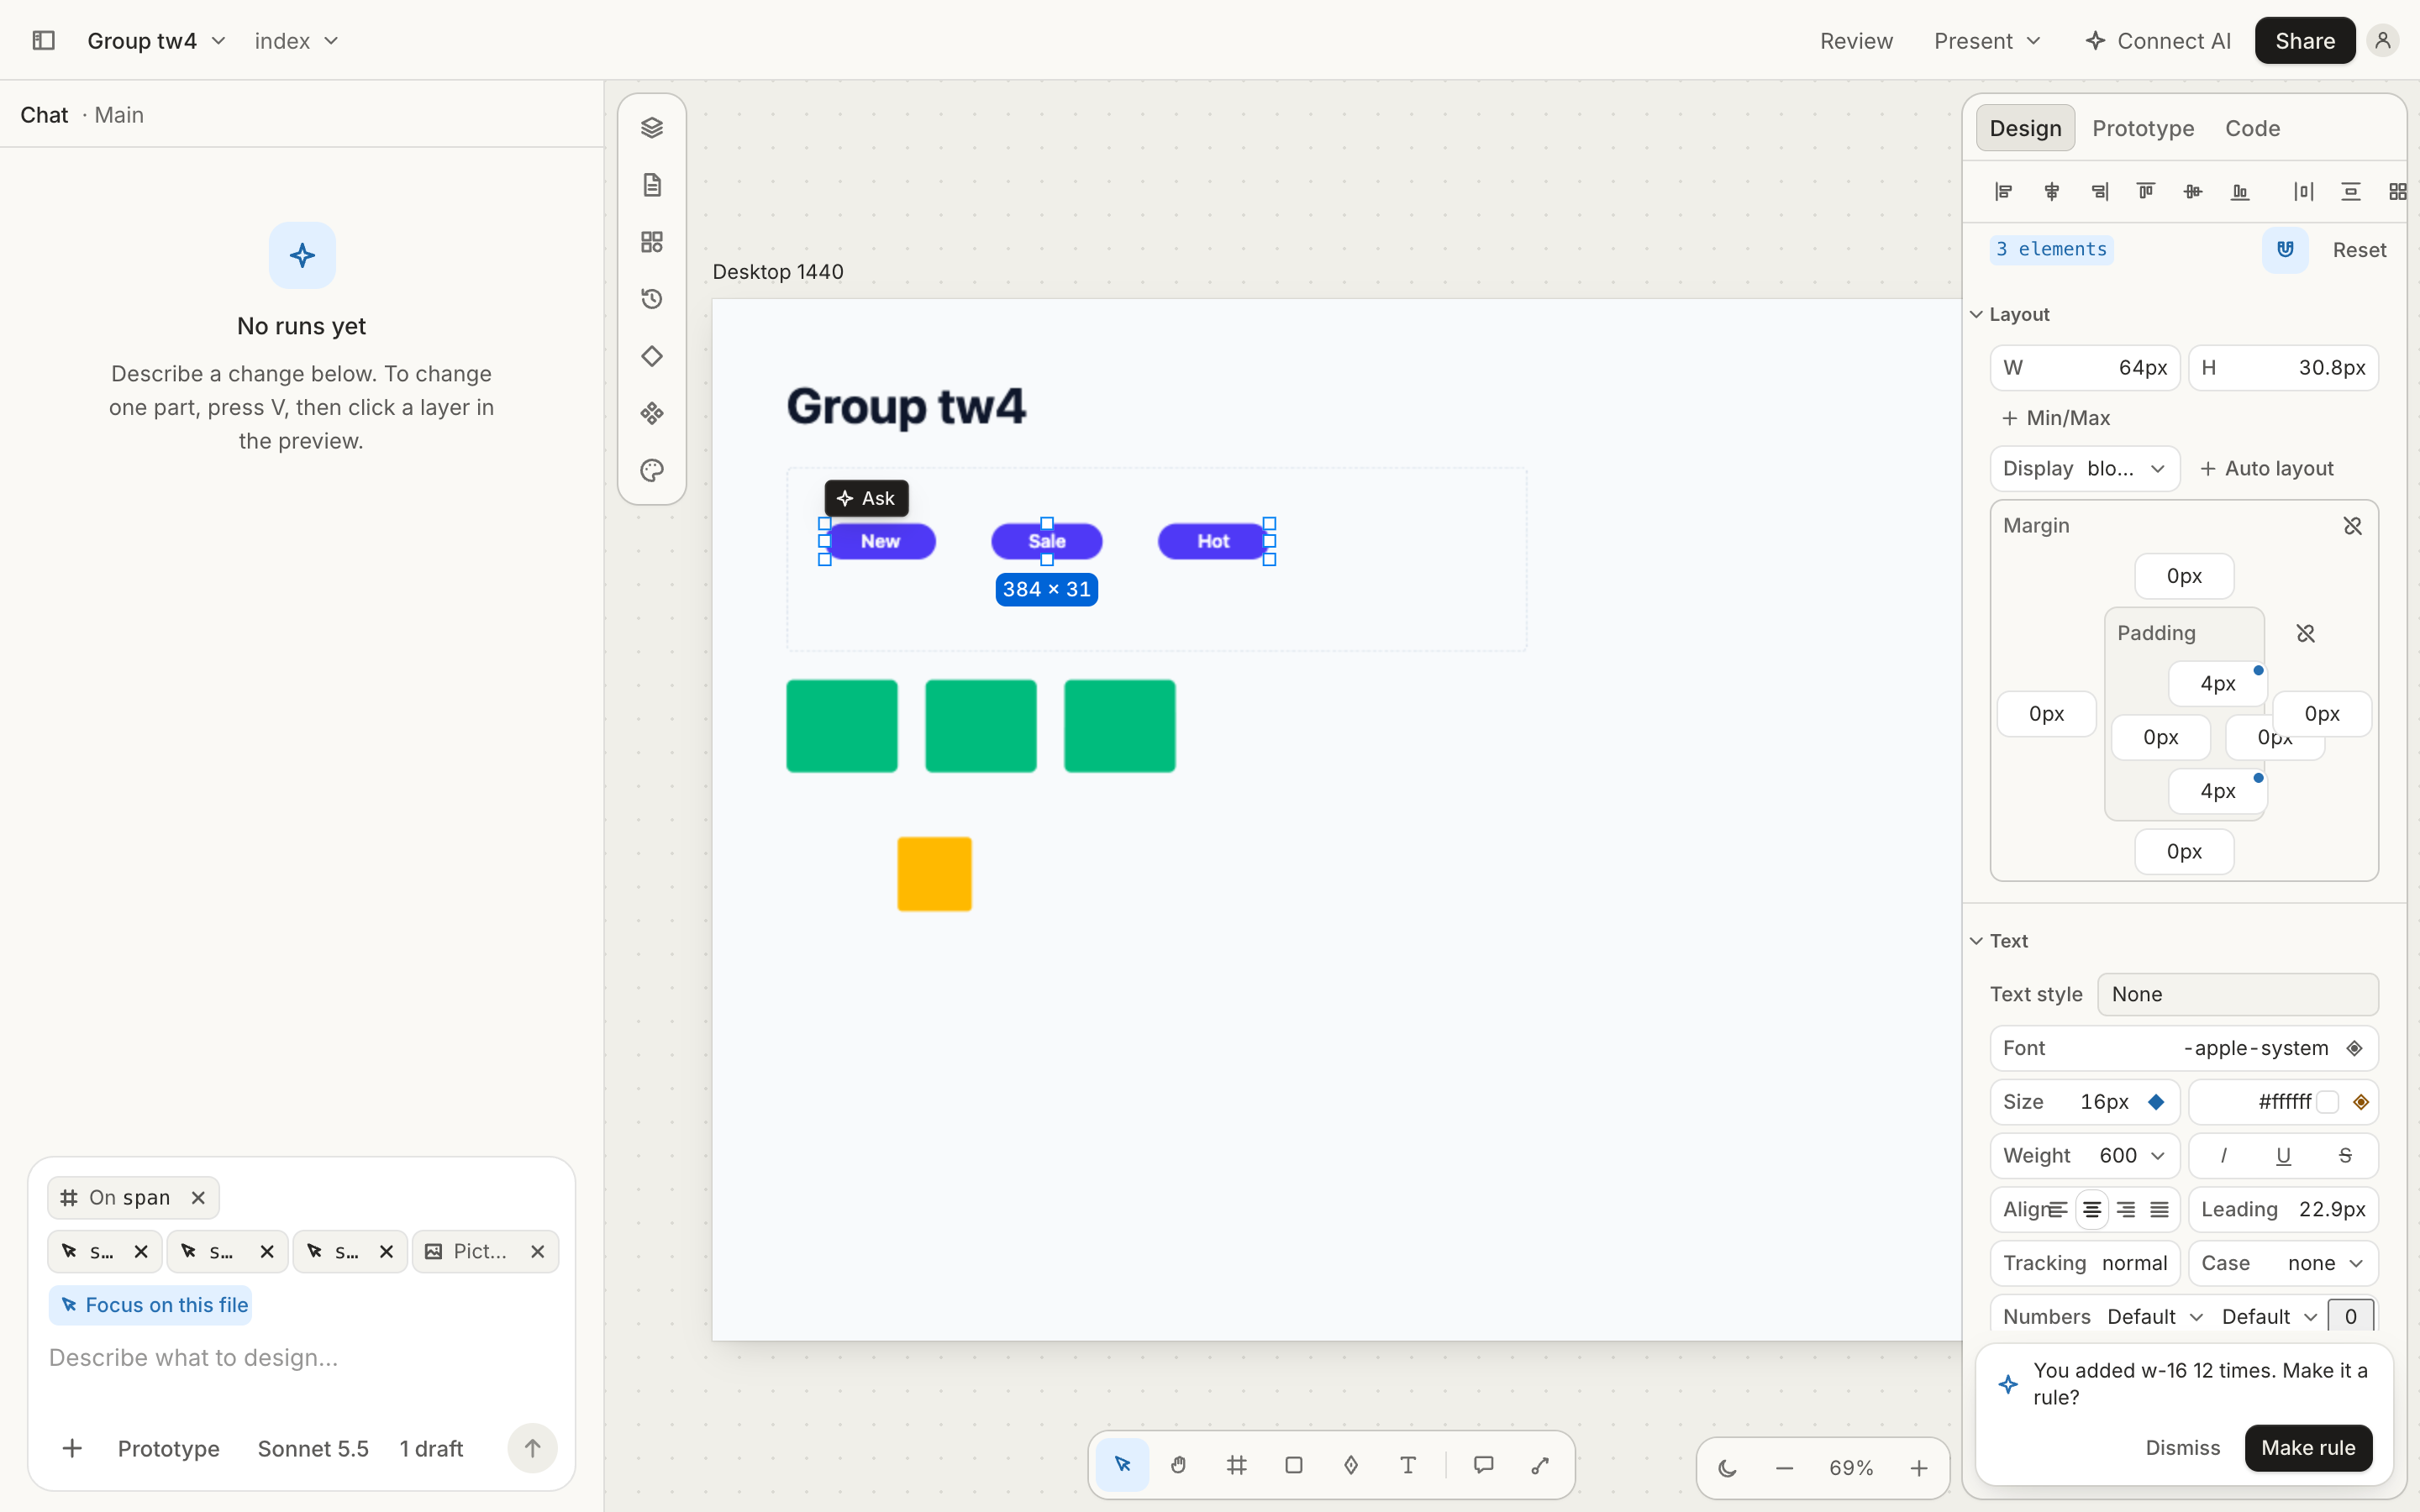 Group tw4
index
Review
Present
Connect AI
Share
Chat · Main
No runs yet
Describe a change below. To change
one part, press V, then click a layer in
the preview.
On span
s...
s...
s...
Pict...
Focus on this file
Describe what to design...
Prototype
Sonnet 5.5
1 draft
Desktop 1440
Group tw4
Ask
New
Sale
Hot
384 × 31
69%
Design
Prototype
Code
3 elements
Reset
Layout
W 64px
H 30.8px
Min/Max
Display blo...
Auto layout
Margin
0px
Padding
4px
0px
0px
0px
0px
4px
0px
Text
Text style None
Font -apple-system
Size 16px
#ffffff
Weight 600
I U S
Align
Leading 22.9px
Tracking normal
Case none
Numbers Default Default 0
You added w-16 12 times. Make it a
rule?
Dismiss
Make rule